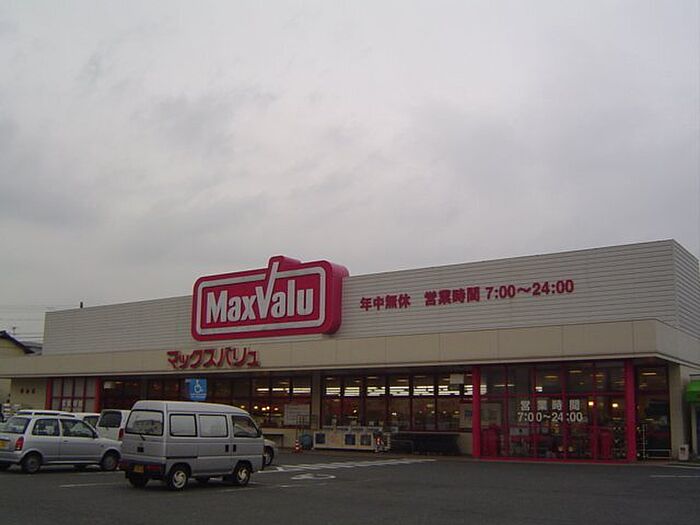 MaxValu
年中無休 営業時間 7:00〜24:00
マックスバリュ
営業時間
7:00〜24:00